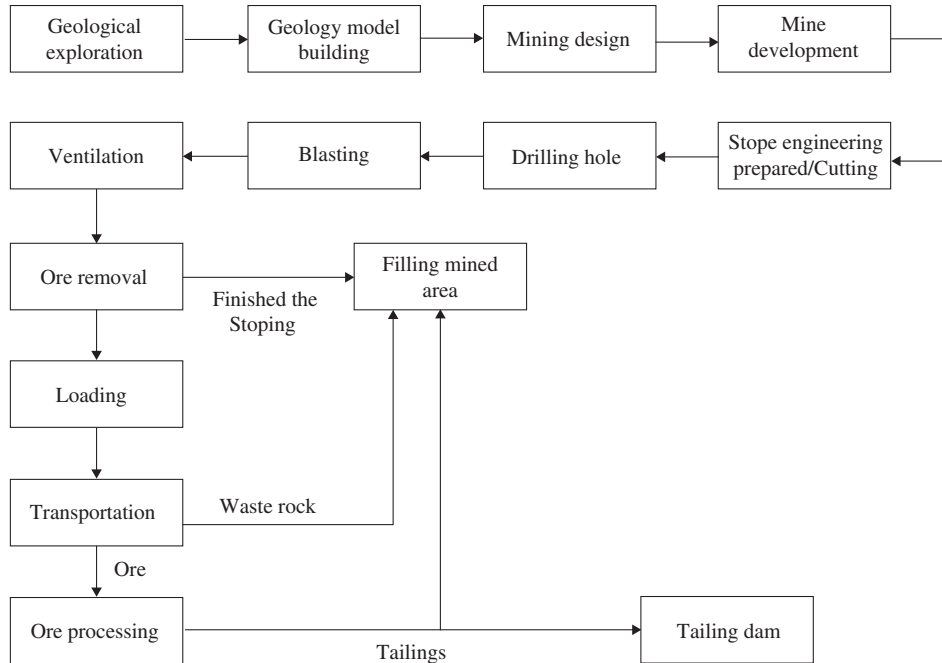 Geological
exploration
Geology model
building
Mining design
Mine
development
Ventilation
Blasting
Drilling hole
Stope engineering
prepared/Cutting
Ore removal
Finished the
Stoping
Filling mined
area
Loading
Transportation
Waste rock
Ore
Ore processing
Tailings
Tailing dam